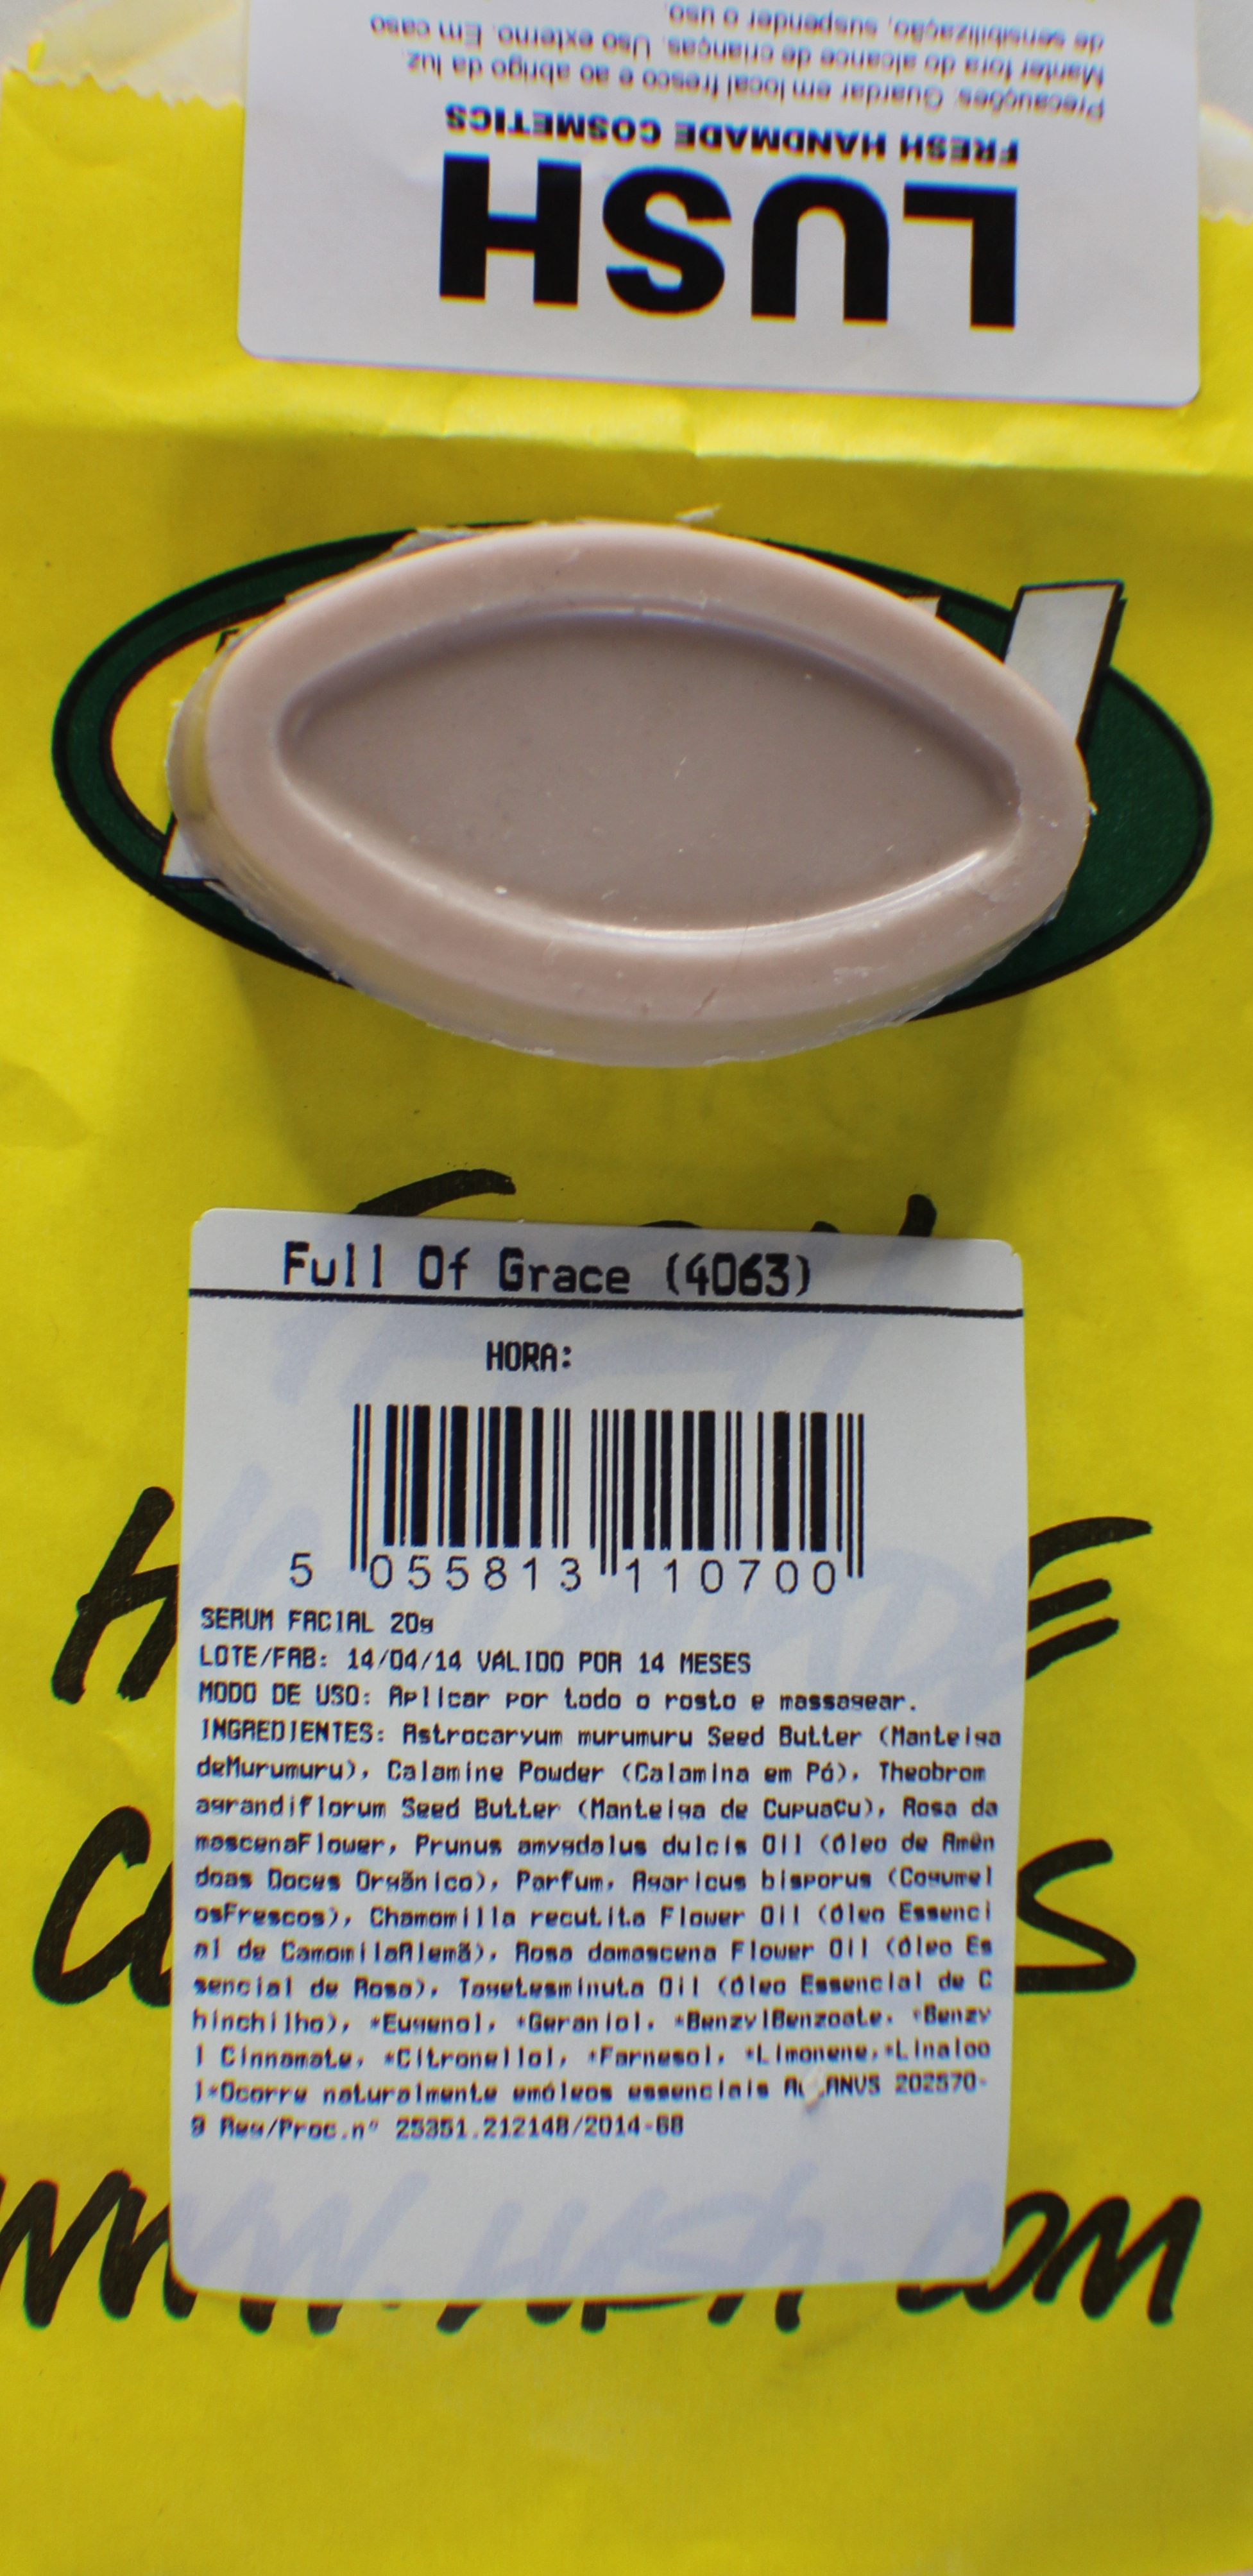 LUSH
FRESH HANDMADE COSMETICS
Precauções: Guardar em local fresco e ao abrigo da luz.
Manter fora do alcance de crianças. Uso externo. Em caso
de sensibilização, suspender o uso.
Full Of Grace (4063)
HORA:
5 055813 110700
SERUM FACIAL 20g
LOTE/FAB: 14/04/14 VALIDO POR 14 MESES
MODO DE USO: Aplicar por todo o rosto e massagear.
INGREDIENTES: Astrocaryum murumuru Seed Butter (Manteiga
deMurumuru), Calamine Powder (Calamina em Pó), Theobrom
agrandiflorum Seed Butter (Manteiga de Cupuaçu), Rosa da
mascenaFlower, Prunus amygdalus dulcis Oil (Óleo de Amên
doas Doces Orgânico), Parfum, Agaricus bisporus (Cogumel
osFrescos), Chamomilla recutita Flower Oil (Óleo Essenci
al de CamomilaAlemã), Rosa damascena Flower Oil (Óleo Es
sencial de Rosa), Tagetesminuta Oil (Óleo Essencial de C
hinchilho), *Eugenol, *Geraniol, *BenzylBenzoate, *Benzy
l Cinnamate, *Citronellol, *Farnesol, *Limonene,*Linaloo
l*Ocorre naturalmente emóleos essenciais 202570-
9 Reg/Proc.nº 25351.212148/2014-68
www.lush.com